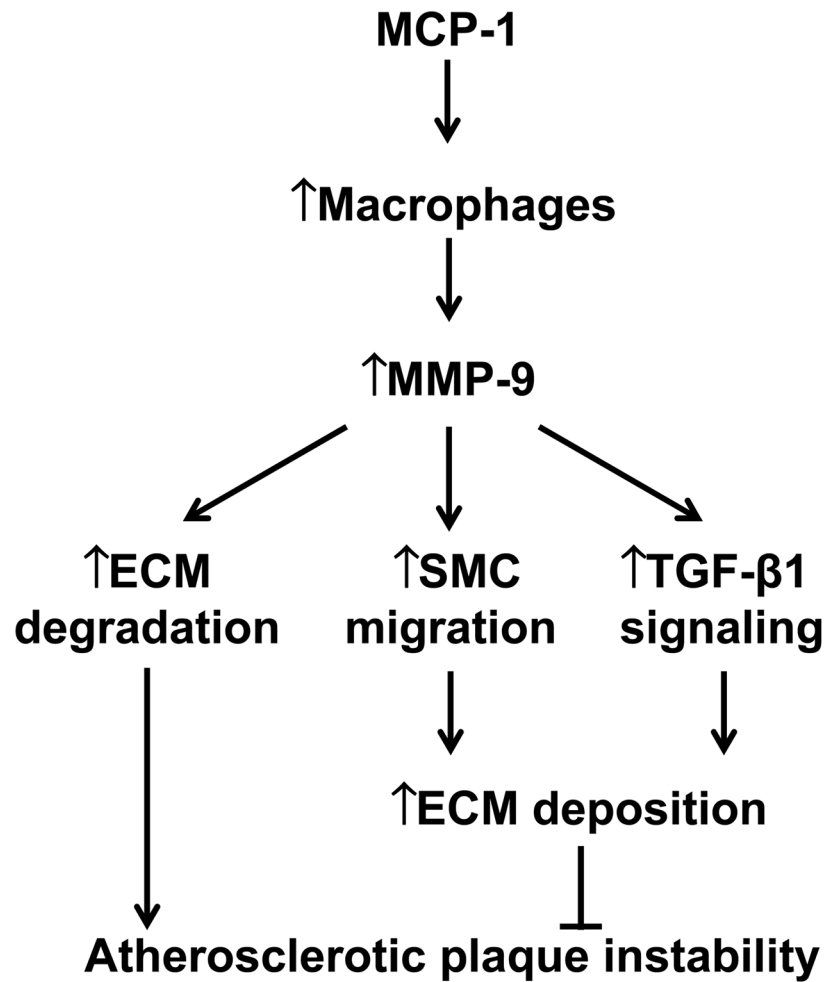 MCP-1
↑Macrophages
↑MMP-9
↑ECM
degradation
↑SMC
migration
↑TGF-β1
signaling
↑ECM deposition
Atherosclerotic plaque instability